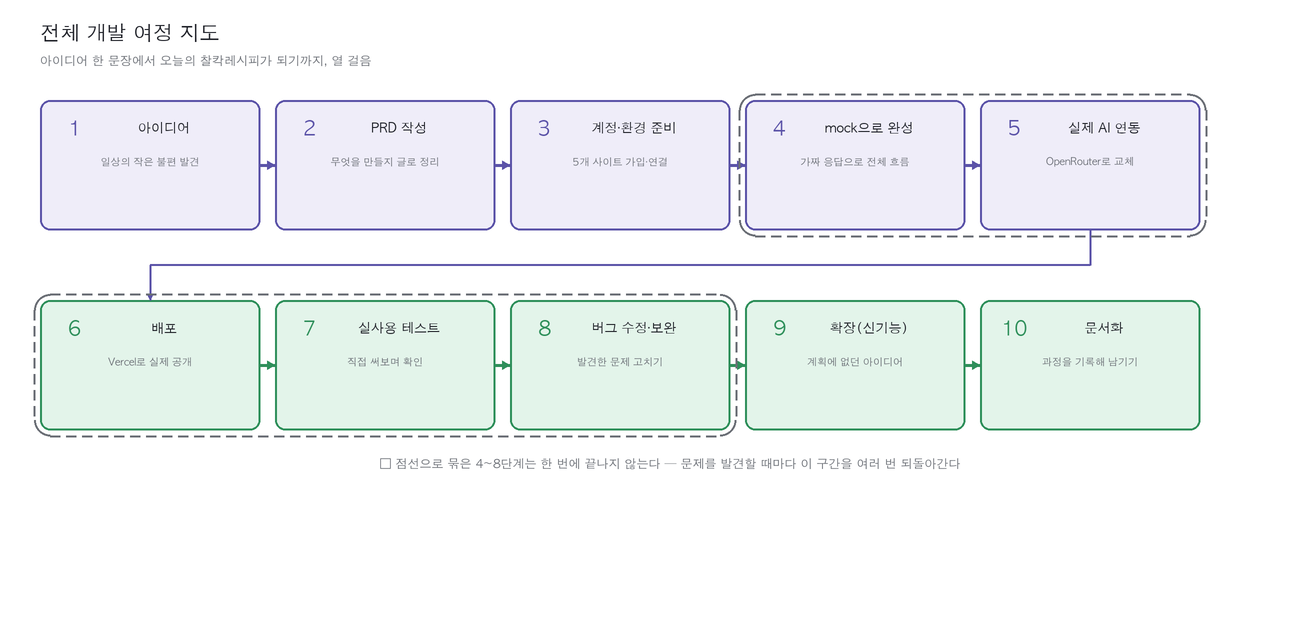 전체 개발 여정 지도
아이디어 한 문장에서 오늘의 찰칵레시피가 되기까지, 열 걸음
1 아이디어
일상의 작은 불편 발견
2 PRD 작성
무엇을 만들지 글로 정리
3 계정·환경 준비
5개 사이트 가입·연결
4 mock으로 완성
가짜 응답으로 전체 흐름
5 실제 AI 연동
OpenRouter로 교체
6 배포
Vercel로 실제 공개
7 실사용 테스트
직접 써보며 확인
8 버그 수정·보완
발견한 문제 고치기
9 확장(신기능)
계획에 없던 아이디어
10 문서화
과정을 기록해 남기기
□ 점선으로 묶은 4~8단계는 한 번에 끝나지 않는다 — 문제를 발견할 때마다 이 구간을 여러 번 되돌아간다